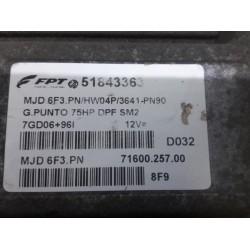 FPT 51843363
MJD 6F3.PN/HW04P/3641-PN90
G.PUNTO 75HP DPF SM2
7GD06+96I 12V=
D032
MJD 6F3.PN 71600.257.00
8F9